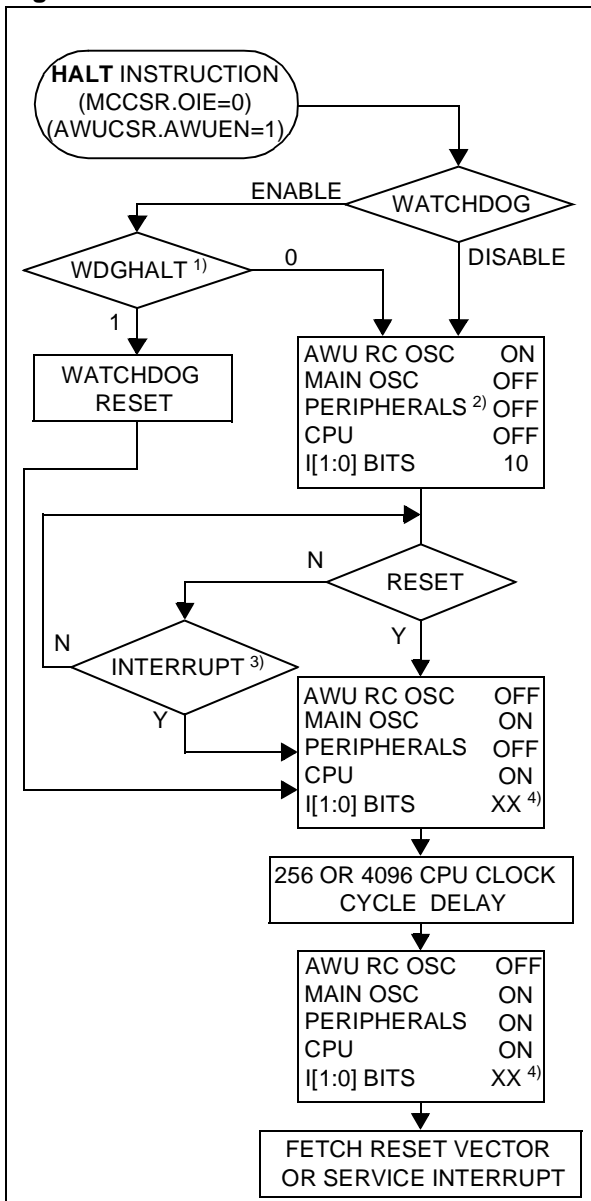 HALT INSTRUCTION
(MCCSR.OIE=0)
(AWUCSR.AWUEN=1)
ENABLE
WATCHDOG
WDGHALT 1)
0
DISABLE
1
WATCHDOG
RESET
AWU RC OSC ON
MAIN OSC OFF
PERIPHERALS 2) OFF
CPU OFF
I[1:0] BITS 10
N
RESET
Y
N
INTERRUPT 3)
Y
AWU RC OSC OFF
MAIN OSC ON
PERIPHERALS OFF
CPU ON
I[1:0] BITS XX 4)
256 OR 4096 CPU CLOCK
CYCLE DELAY
AWU RC OSC OFF
MAIN OSC ON
PERIPHERALS ON
CPU ON
I[1:0] BITS XX 4)
FETCH RESET VECTOR
OR SERVICE INTERRUPT